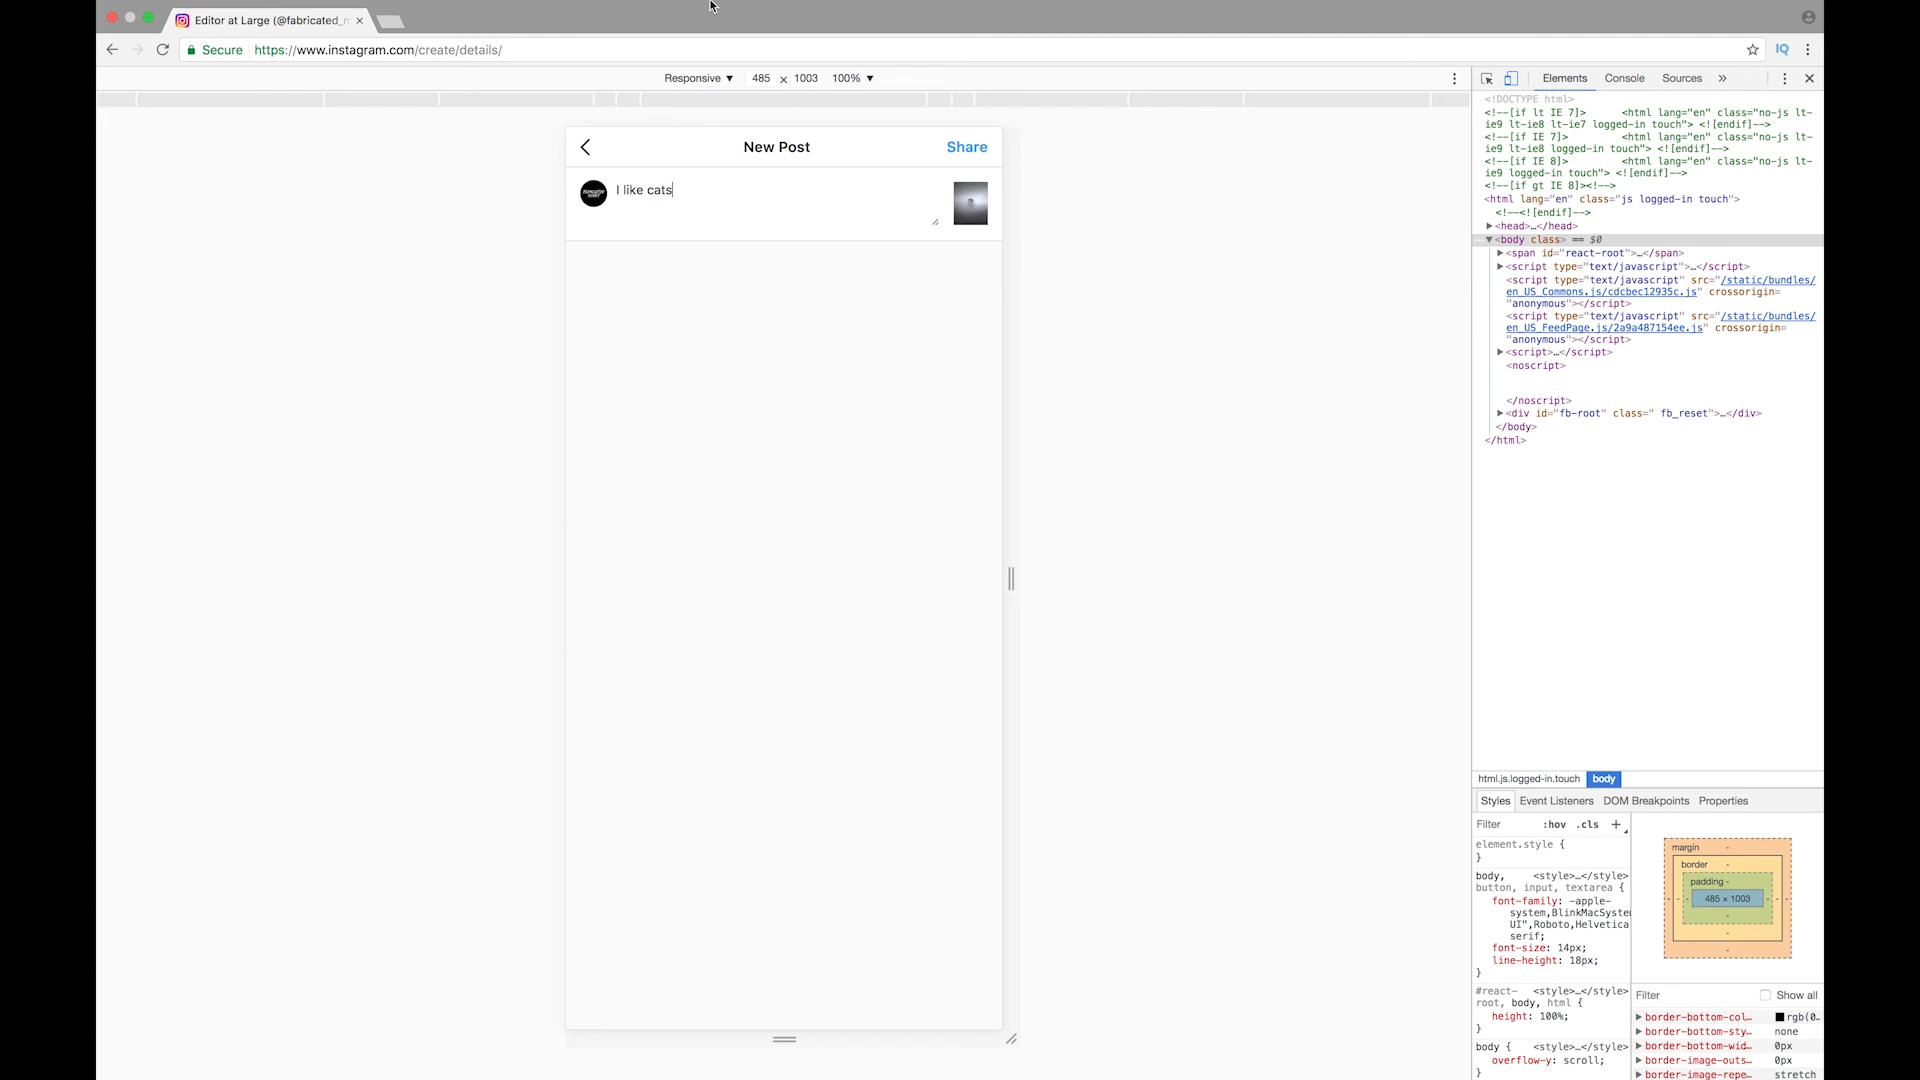 Editor at Large (@fabricated_m
Secure https://www.instagram.com/create/details/
IQ
Responsive ▼ 485 × 1003 100% ▼
Elements Console Sources »
New Post Share
I like cats
<!DOCTYPE html>
<!--[if lt IE 7]> <html lang="en" class="no-js lt-
ie9 lt-ie8 lt-ie7 logged-in touch"> <![endif]-->
<!--[if IE 7]> <html lang="en" class="no-js lt-
ie9 lt-ie8 logged-in touch"> <![endif]-->
<!--[if IE 8]> <html lang="en" class="no-js lt-
ie9 logged-in touch"> <![endif]-->
<!--[if gt IE 8]><!-->
<html lang="en" class="js logged-in touch">
<!--<![endif]-->
▶<head>…</head>
…▼<body class> == $0
▶<span id="react-root">…</span>
▶<script type="text/javascript">…</script>
<script type="text/javascript" src="/static/bundles/
en_US_Commons.js/cdcbec12935c.js" crossorigin=
"anonymous"></script>
<script type="text/javascript" src="/static/bundles/
en_US_FeedPage.js/2a9a487154ee.js" crossorigin=
"anonymous"></script>
▶<script>…</script>
<noscript>
</noscript>
▶<div id="fb-root" class=" fb_reset">…</div>
</body>
</html>
html.js.logged-in.touch body
Styles Event Listeners DOM Breakpoints Properties
Filter :hov .cls +
element.style {
}
body, <style>…</style>
button, input, textarea {
font-family: -apple-
system,BlinkMacSystem
UI",Roboto,Helvetica
serif;
font-size: 14px;
line-height: 18px;
}
#react- <style>…</style>
root, body, html {
height: 100%;
}
body { <style>…</style>
overflow-y: scroll;
}
margin -
border -
padding -
485 × 1003
Filter Show all
▶border-bottom-col… rgb(0…
▶border-bottom-sty… none
▶border-bottom-wid… 0px
▶border-image-outs… 0px
▶border-image-repe… stretch